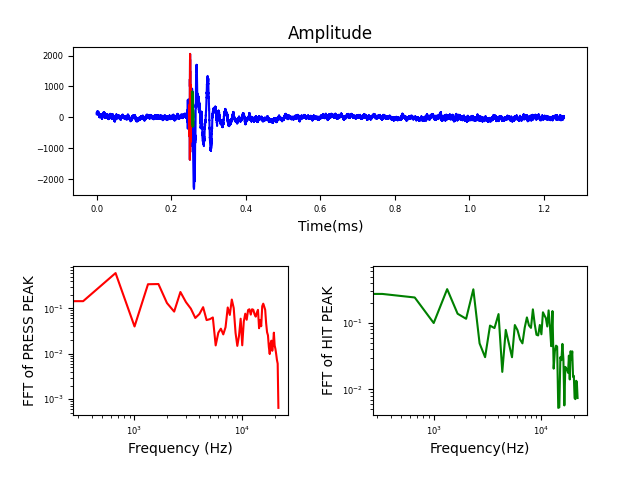 Amplitude
2000
1000
0
−1000
−2000
0.0 0.2 0.4 0.6 0.8 1.0 1.2
Time(ms)
FFT of PRESS PEAK
10⁻¹
10⁻²
10⁻³
10³ 10⁴
Frequency (Hz)
FFT of HIT PEAK
10⁻¹
10⁻²
10³ 10⁴
Frequency(Hz)